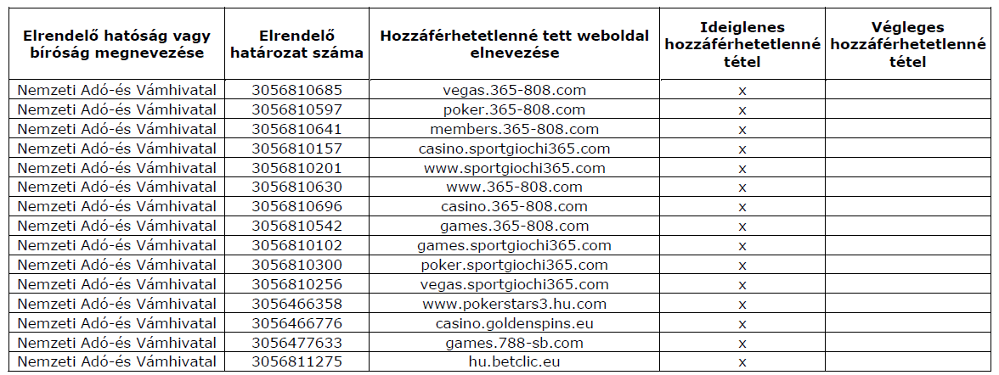 Elrendelő hatóság vagy bíróság megnevezése | Elrendelő határozat száma | Hozzáférhetetlenné tett weboldal elnevezése | Ideiglenes hozzáférhetetlenné tétel | Végleges hozzáférhetetlenné tétel
Nemzeti Adó-és Vámhivatal | 3056810685 | vegas.365-808.com | x
Nemzeti Adó-és Vámhivatal | 3056810597 | poker.365-808.com | x
Nemzeti Adó-és Vámhivatal | 3056810641 | members.365-808.com | x
Nemzeti Adó-és Vámhivatal | 3056810157 | casino.sportgiochi365.com | x
Nemzeti Adó-és Vámhivatal | 3056810201 | www.sportgiochi365.com | x
Nemzeti Adó-és Vámhivatal | 3056810630 | www.365-808.com | x
Nemzeti Adó-és Vámhivatal | 3056810696 | casino.365-808.com | x
Nemzeti Adó-és Vámhivatal | 3056810542 | games.365-808.com | x
Nemzeti Adó-és Vámhivatal | 3056810102 | games.sportgiochi365.com | x
Nemzeti Adó-és Vámhivatal | 3056810300 | poker.sportgiochi365.com | x
Nemzeti Adó-és Vámhivatal | 3056810256 | vegas.sportgiochi365.com | x
Nemzeti Adó-és Vámhivatal | 3056466358 | www.pokerstars3.hu.com | x
Nemzeti Adó-és Vámhivatal | 3056466776 | casino.goldenspins.eu | x
Nemzeti Adó-és Vámhivatal | 3056477633 | games.788-sb.com | x
Nemzeti Adó-és Vámhivatal | 3056811275 | hu.betclic.eu | x